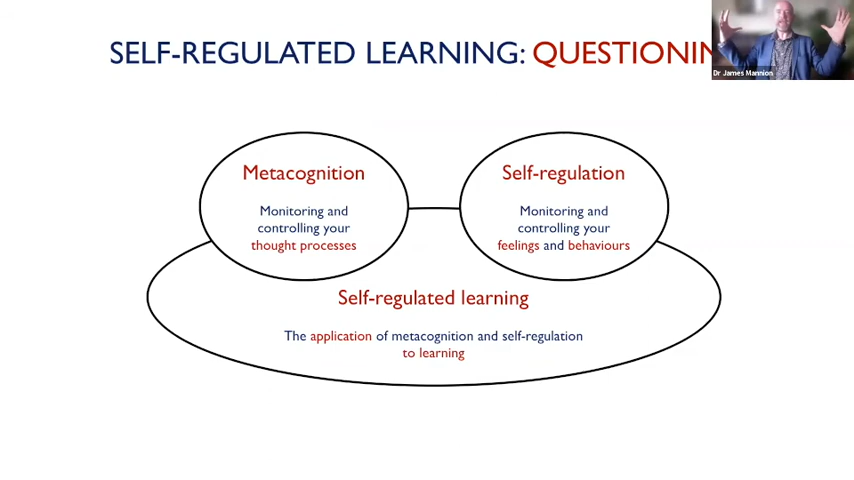 SELF-REGULATED LEARNING: QUESTIONIN
Dr James Mannion
Metacognition
Monitoring and
controlling your
thought processes
Self-regulation
Monitoring and
controlling your
feelings and behaviours
Self-regulated learning
The application of metacognition and self-regulation
to learning